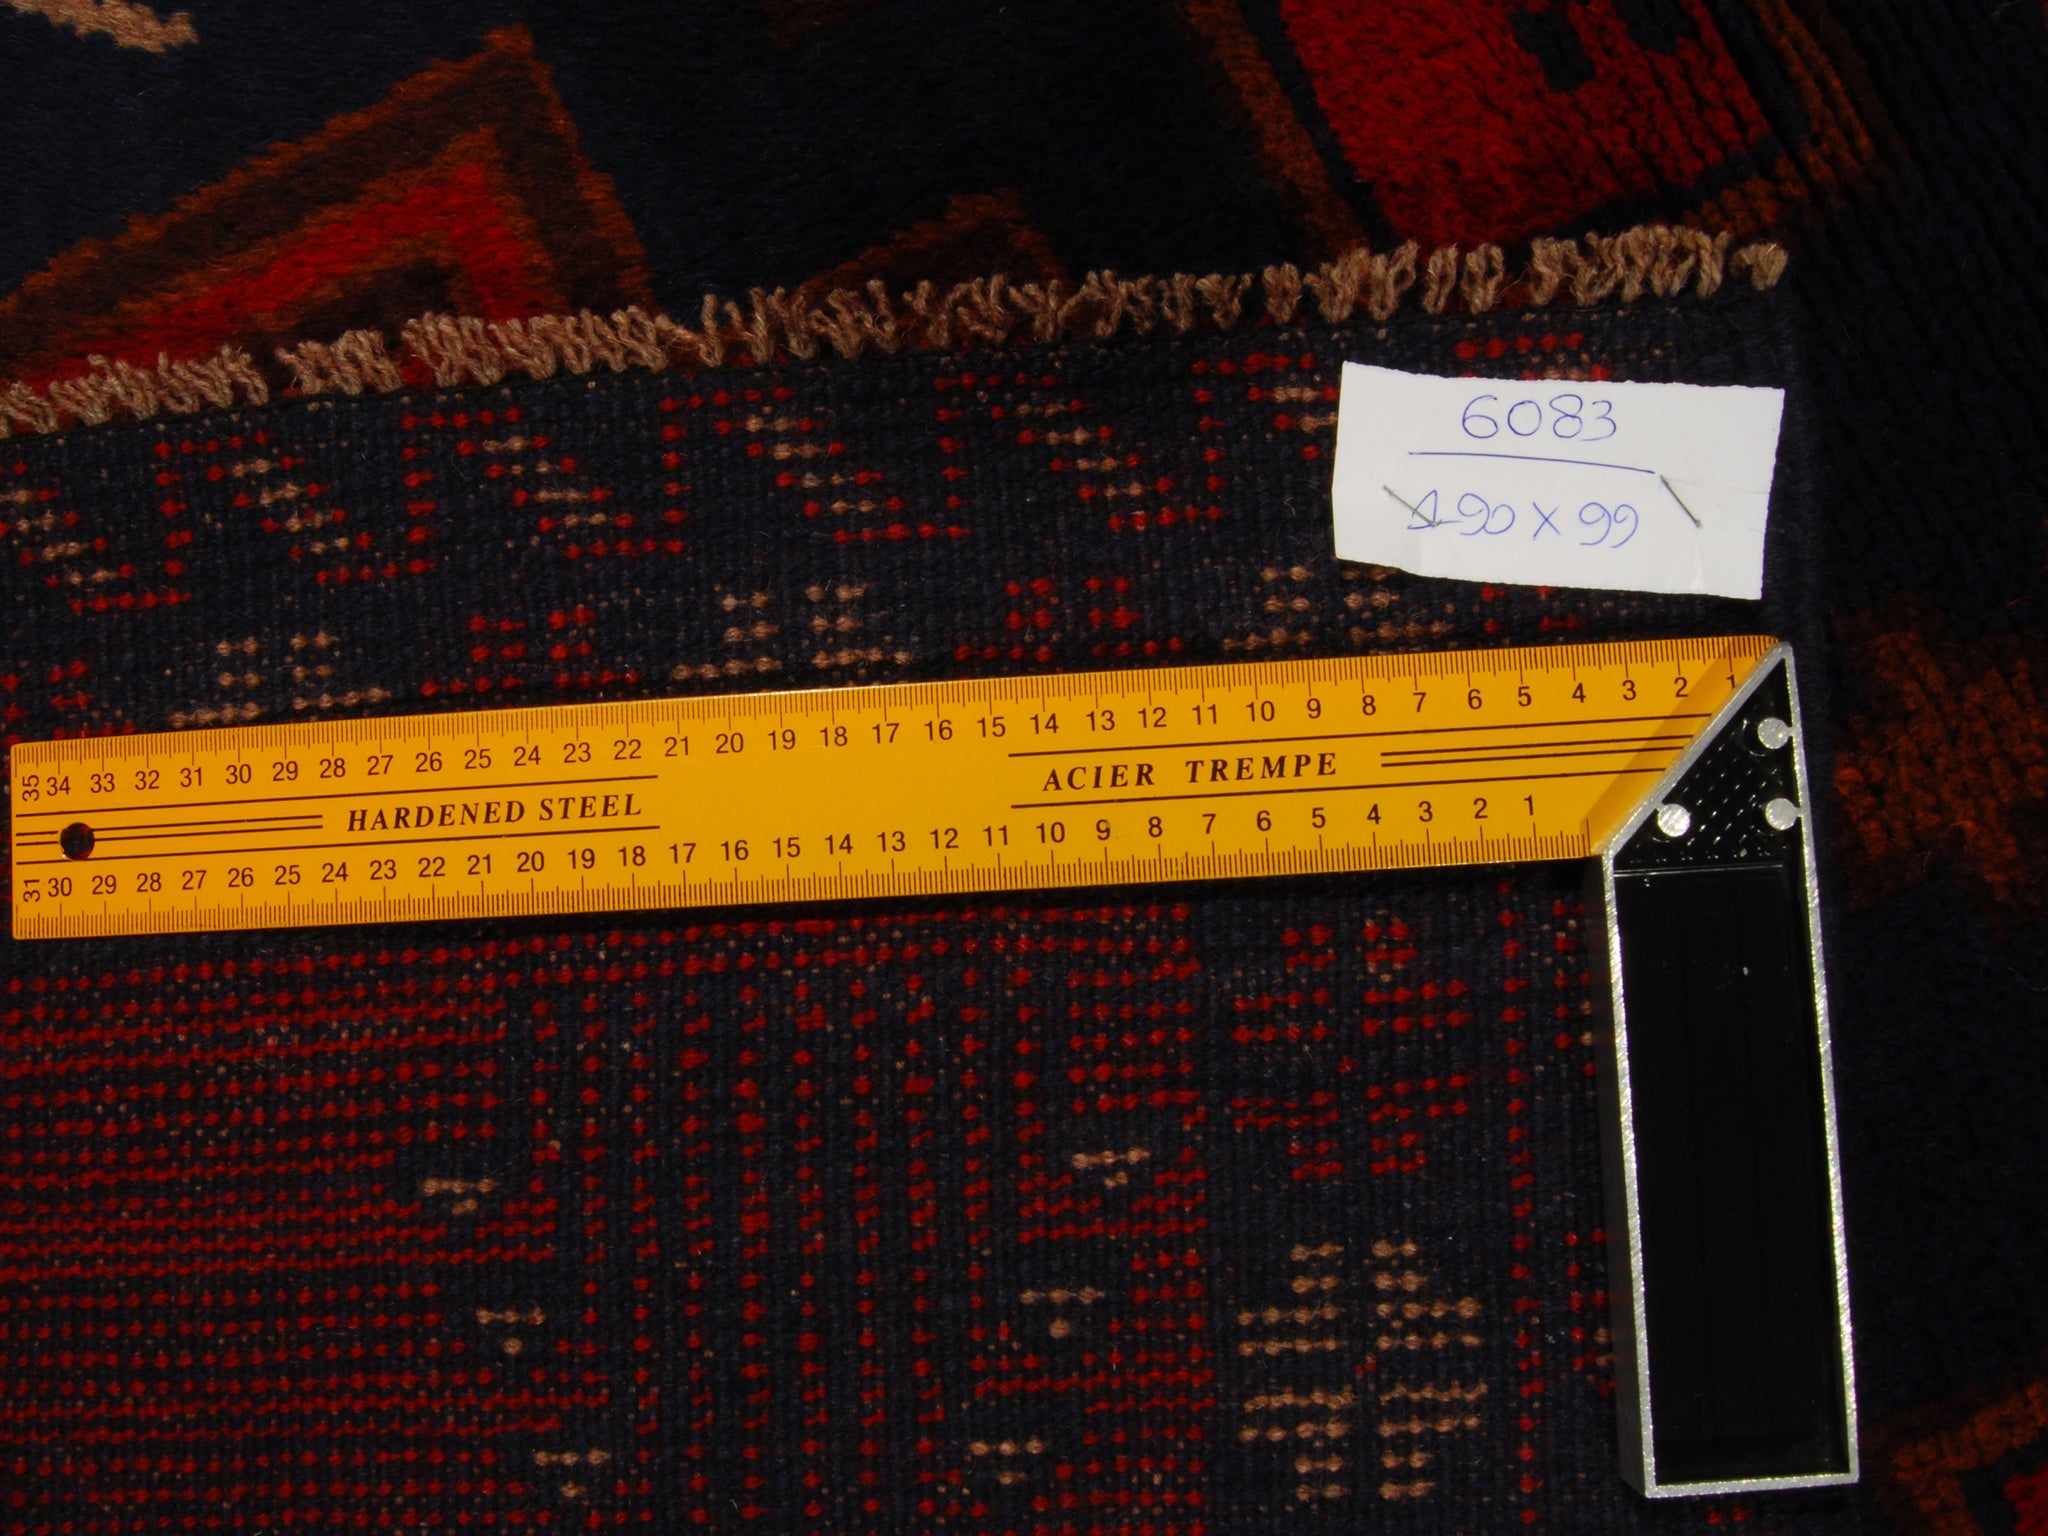 6083
190 x 99
35 34 33 32 31 30 29 28 27 26 25 24 23 22 21 20 19 18 17 16 15 14 13 12 11 10 9 8 7 6 5 4 3 2 1
HARDENED STEEL ACIER TREMPE
31 30 29 28 27 26 25 24 23 22 21 20 19 18 17 16 15 14 13 12 11 10 9 8 7 6 5 4 3 2 1